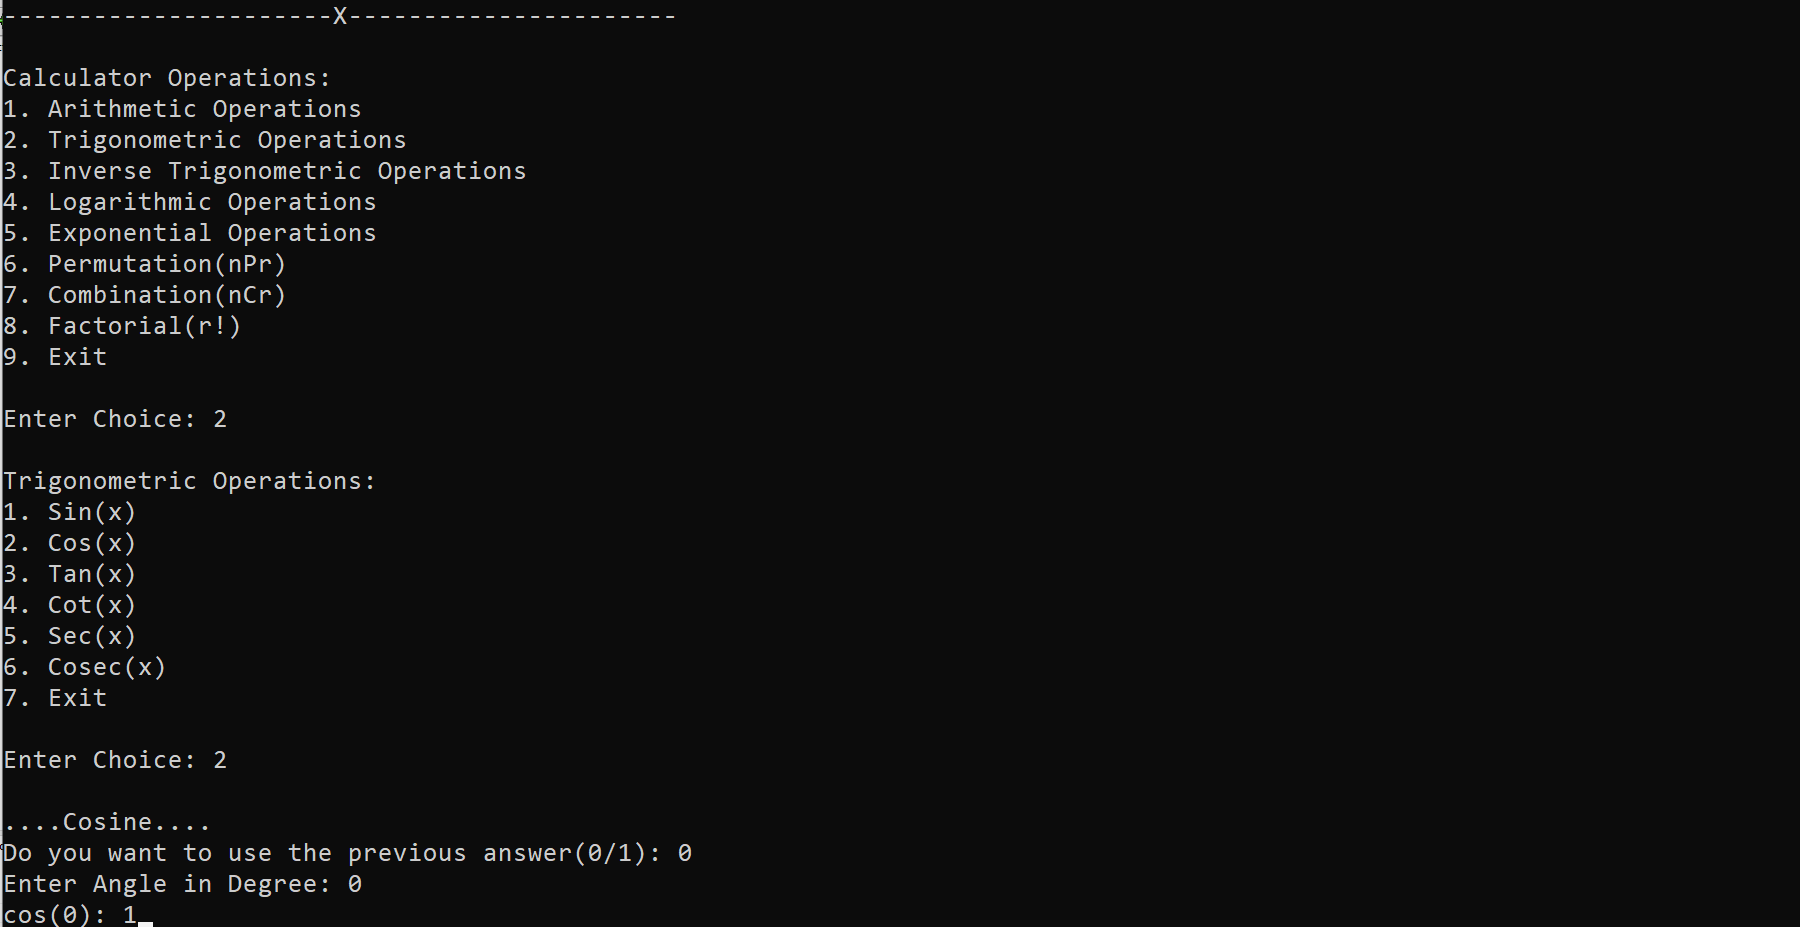 ----------------------X----------------------
Calculator Operations:
1. Arithmetic Operations
2. Trigonometric Operations
3. Inverse Trigonometric Operations
4. Logarithmic Operations
5. Exponential Operations
6. Permutation(nPr)
7. Combination(nCr)
8. Factorial(r!)
9. Exit
Enter Choice: 2
Trigonometric Operations:
1. Sin(x)
2. Cos(x)
3. Tan(x)
4. Cot(x)
5. Sec(x)
6. Cosec(x)
7. Exit
Enter Choice: 2
....Cosine....
Do you want to use the previous answer(0/1): 0
Enter Angle in Degree: 0
cos(0): 1